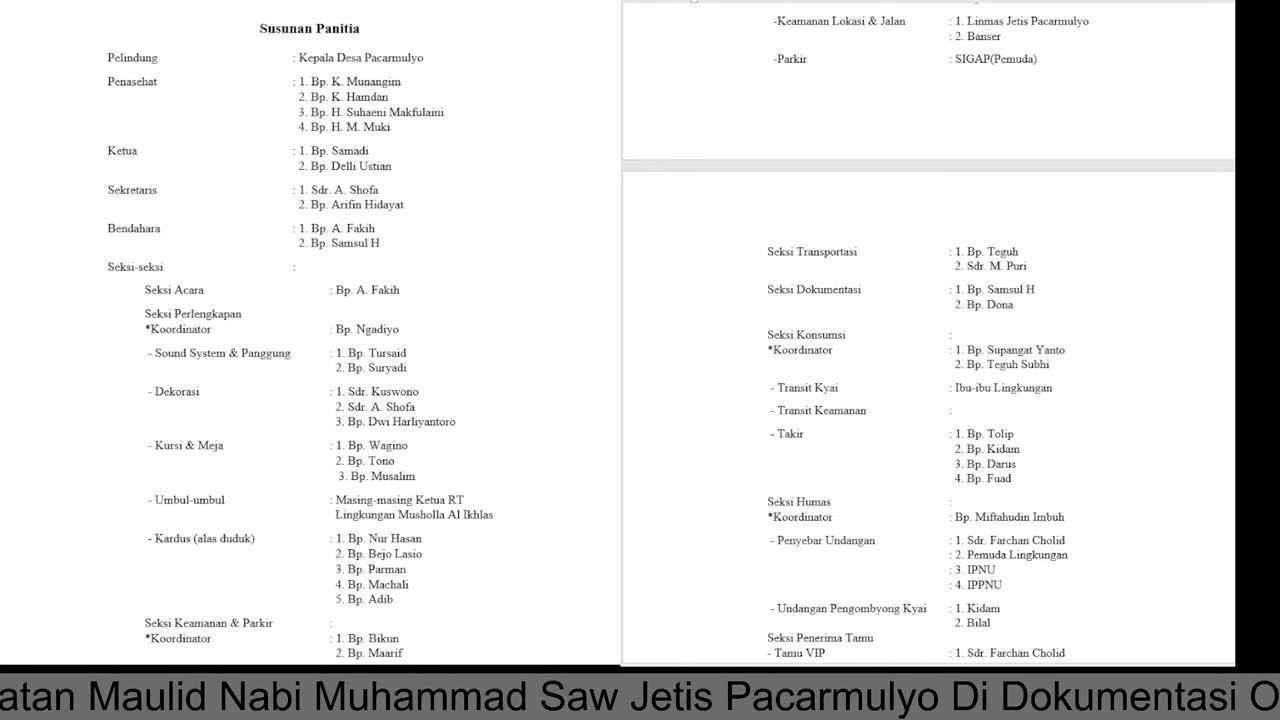 Susunan Panitia
Pelindung : Kepala Desa Pacarmulyo
Penasehat : 1. Bp. K. Munangim
2. Bp. K. Hamdan
3. Bp. H. Suhaeni Makfulaini
4. Bp. H. M. Muki
Ketua : 1. Bp. Samadi
2. Bp. Delli Ustian
Sekretaris : 1. Sdr. A. Shofa
2. Bp. Arifin Hidayat
Bendahara : 1. Bp. A. Fakih
2. Bp. Samsul H
Seksi-seksi :
Seksi Acara : Bp. A. Fakih
Seksi Perlengkapan
*Koordinator : Bp. Ngadiyo
- Sound System & Panggung : 1. Bp. Tursaid
2. Bp. Suryadi
- Dekorasi : 1. Sdr. Kuswono
2. Sdr. A. Shofa
3. Bp. Dwi Harliyantoro
- Kursi & Meja : 1. Bp. Wagino
2. Bp. Tono
3. Bp. Musalim
- Umbul-umbul : Masing-masing Ketua RT
Lingkungan Musholla Al Ikhlas
- Kardus (alas duduk) : 1. Bp. Nur Hasan
2. Bp. Bejo Lasio
3. Bp. Parman
4. Bp. Machali
5. Bp. Adib
Seksi Keamanan & Parkir :
*Koordinator : 1. Bp. Bikun
2. Bp. Maarif
-Keamanan Lokasi & Jalan : 1. Linmas Jetis Pacarmulyo
: 2. Banser
-Parkir : SIGAP(Pemuda)
Seksi Transportasi : 1. Bp. Teguh
2. Sdr. M. Puri
Seksi Dokumentasi : 1. Bp. Samsul H
2. Bp. Dona
Seksi Konsumsi :
*Koordinator : 1. Bp. Supangat Yanto
2. Bp. Teguh Subhi
- Transit Kyai : Ibu-ibu Lingkungan
- Transit Keamanan :
- Takir : 1. Bp. Tolip
2. Bp. Kidam
3. Bp. Darus
4. Bp. Fuad
Seksi Humas :
*Koordinator : Bp. Miftahudin Imbuh
- Penyebar Undangan : 1. Sdr. Farchan Cholid
: 2. Pemuda Lingkungan
: 3. IPNU
: 4. IPPNU
- Undangan Pengombyong Kyai : 1. Kidam
2. Bilal
Seksi Penerima Tamu
- Tamu VIP : 1. Sdr. Farchan Cholid
atan Maulid Nabi Muhammad Saw Jetis Pacarmulyo Di Dokumentasi O